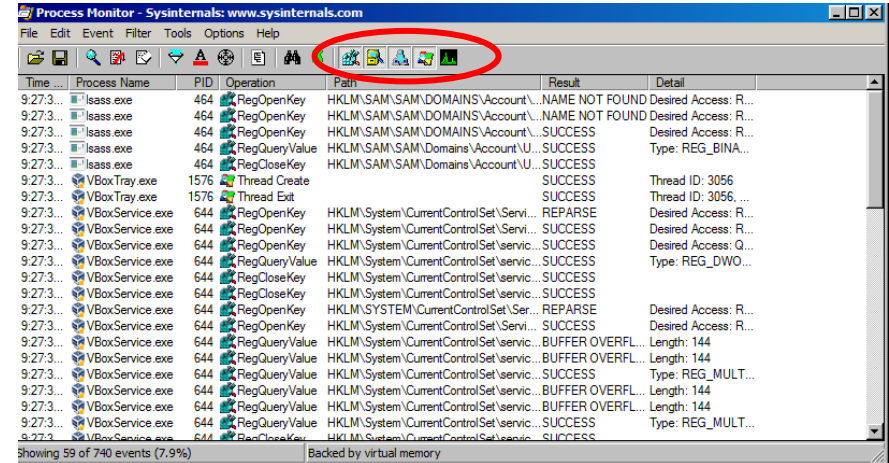 Process Monitor - Sysinternals: www.sysinternals.com
File Edit Event Filter Tools Options Help
Time ... Process Name PID Operation Path Result Detail
9:27:3... lsass.exe 464 RegOpenKey HKLM\SAM\SAM\DOMAINS\Account\... NAME NOT FOUND Desired Access: R...
9:27:3... lsass.exe 464 RegOpenKey HKLM\SAM\SAM\DOMAINS\Account\... NAME NOT FOUND Desired Access: R...
9:27:3... lsass.exe 464 RegOpenKey HKLM\SAM\SAM\DOMAINS\Account\... SUCCESS Desired Access: R...
9:27:3... lsass.exe 464 RegQueryValue HKLM\SAM\SAM\Domains\Account\U... SUCCESS Type: REG_BINA...
9:27:3... lsass.exe 464 RegCloseKey HKLM\SAM\SAM\Domains\Account\U... SUCCESS
9:27:3... VBoxTray.exe 1576 Thread Create SUCCESS Thread ID: 3056
9:27:3... VBoxTray.exe 1576 Thread Exit SUCCESS Thread ID: 3056, ...
9:27:3... VBoxService.exe 644 RegOpenKey HKLM\System\CurrentControlSet\Servi... REPARSE Desired Access: R...
9:27:3... VBoxService.exe 644 RegOpenKey HKLM\System\CurrentControlSet\servic... SUCCESS Desired Access: R...
9:27:3... VBoxService.exe 644 RegOpenKey HKLM\System\CurrentControlSet\servic... SUCCESS Desired Access: Q...
9:27:3... VBoxService.exe 644 RegQueryValue HKLM\System\CurrentControlSet\servic... SUCCESS Type: REG_DWO...
9:27:3... VBoxService.exe 644 RegCloseKey HKLM\System\CurrentControlSet\servic... SUCCESS
9:27:3... VBoxService.exe 644 RegCloseKey HKLM\System\CurrentControlSet\servic... SUCCESS
9:27:3... VBoxService.exe 644 RegOpenKey HKLM\SYSTEM\CurrentControlSet\Ser... REPARSE Desired Access: R...
9:27:3... VBoxService.exe 644 RegOpenKey HKLM\System\CurrentControlSet\Servi... SUCCESS Desired Access: R...
9:27:3... VBoxService.exe 644 RegQueryValue HKLM\System\CurrentControlSet\servic... BUFFER OVERFL... Length: 144
9:27:3... VBoxService.exe 644 RegQueryValue HKLM\System\CurrentControlSet\servic... BUFFER OVERFL... Length: 144
9:27:3... VBoxService.exe 644 RegQueryValue HKLM\System\CurrentControlSet\servic... SUCCESS Type: REG_MULT...
9:27:3... VBoxService.exe 644 RegQueryValue HKLM\System\CurrentControlSet\servic... BUFFER OVERFL... Length: 144
9:27:3... VBoxService.exe 644 RegQueryValue HKLM\System\CurrentControlSet\servic... BUFFER OVERFL... Length: 144
9:27:3... VBoxService.exe 644 RegQueryValue HKLM\System\CurrentControlSet\servic... SUCCESS Type: REG_MULT...
9:27:3... VBoxService.exe 644 RegCloseKey HKLM\System\CurrentControlSet\servic... SUCCESS
Showing 59 of 740 events (7.9%) Backed by virtual memory